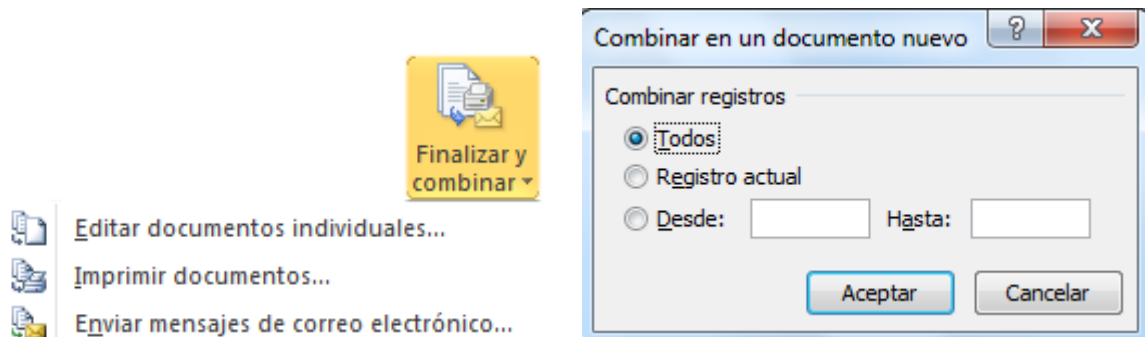 Finalizar y
combinar
Editar documentos individuales...
Imprimir documentos...
Enviar mensajes de correo electrónico...
Combinar en un documento nuevo
Combinar registros
Todos
Registro actual
Desde: Hasta:
Aceptar Cancelar